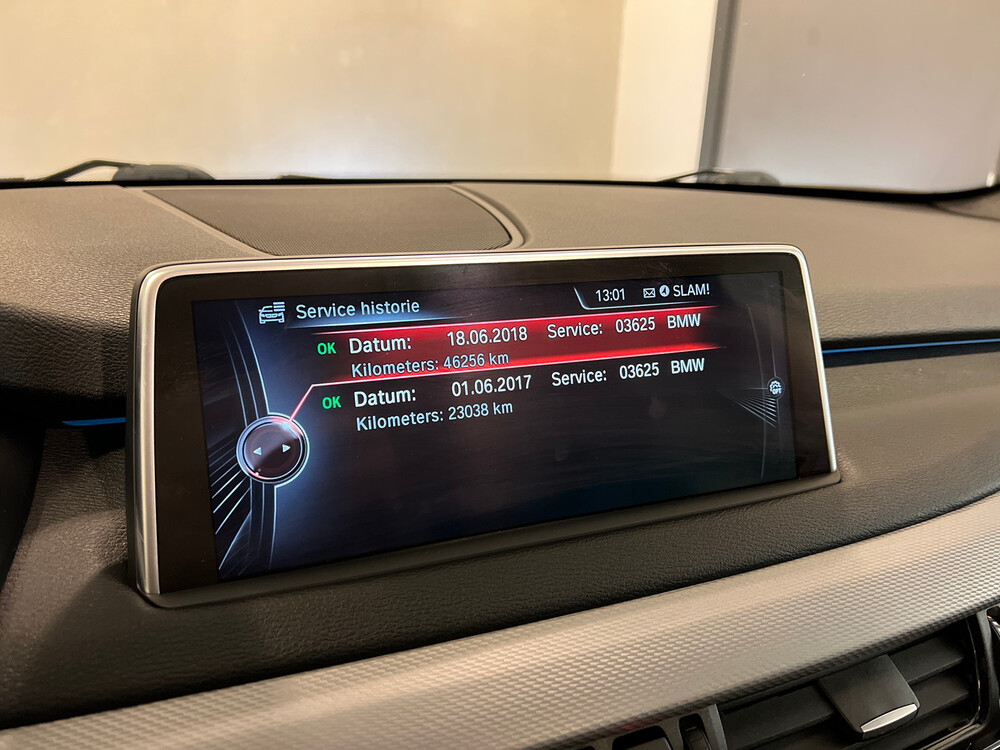 Service historie
13:01 SLAM!
OK Datum: 18.06.2018 Service: 03625 BMW
Kilometers: 46256 km
OK Datum: 01.06.2017 Service: 03625 BMW
Kilometers: 23038 km
OFF